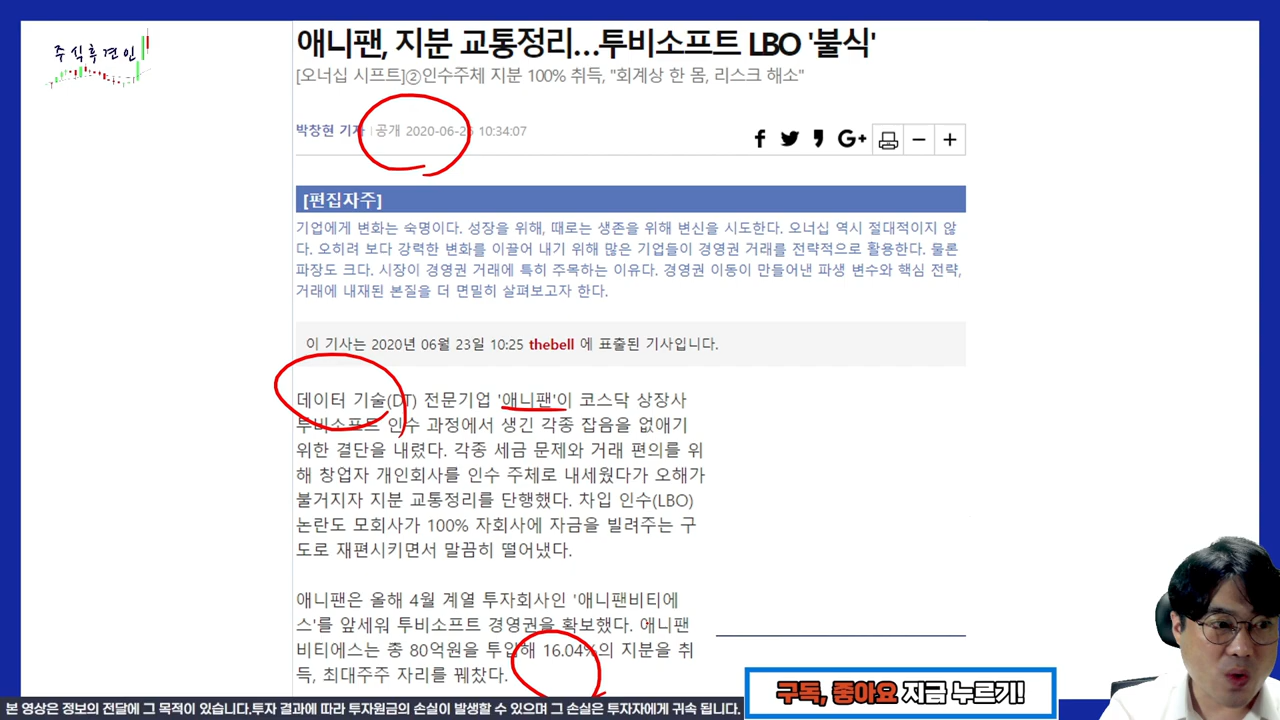 주식후견인
애니팬, 지분 교통정리…투비소프트 LBO '불식'
[오너십 시프트]②인수주체 지분 100% 취득, "회계상 한 몸, 리스크 해소"
박창현 기자 | 공개 2020-06-2 10:34:07
[편집자주]
기업에게 변화는 숙명이다. 성장을 위해, 때로는 생존을 위해 변신을 시도한다. 오너십 역시 절대적이지 않
다. 오히려 보다 강력한 변화를 이끌어 내기 위해 많은 기업들이 경영권 거래를 전략적으로 활용한다. 물론
파장도 크다. 시장이 경영권 거래에 특히 주목하는 이유다. 경영권 이동이 만들어낸 파생 변수와 핵심 전략,
거래에 내재된 본질을 더 면밀히 살펴보고자 한다.
이 기사는 2020년 06월 23일 10:25 thebell 에 표출된 기사입니다.
데이터 기술(DT) 전문기업 '애니팬'이 코스닥 상장사
투비소프트 인수 과정에서 생긴 각종 잡음을 없애기
위한 결단을 내렸다. 각종 세금 문제와 거래 편의를 위
해 창업자 개인회사를 인수 주체로 내세웠다가 오해가
불거지자 지분 교통정리를 단행했다. 차입 인수(LBO)
논란도 모회사가 100% 자회사에 자금을 빌려주는 구
도로 재편시키면서 말끔히 떨어냈다.
애니팬은 올해 4월 계열 투자회사인 '애니팬비티에
스'를 앞세워 투비소프트 경영권을 확보했다. 애니팬
비티에스는 총 80억원을 투입해 16.04%의 지분을 취
득, 최대주주 자리를 꿰찼다.
구독, 좋아요 지금 누르기!
본 영상은 정보의 전달에 그 목적이 있습니다.투자 결과에 따라 투자원금의 손실이 발생할 수 있으며 그 손실은 투자자에게 귀속 됩니다.